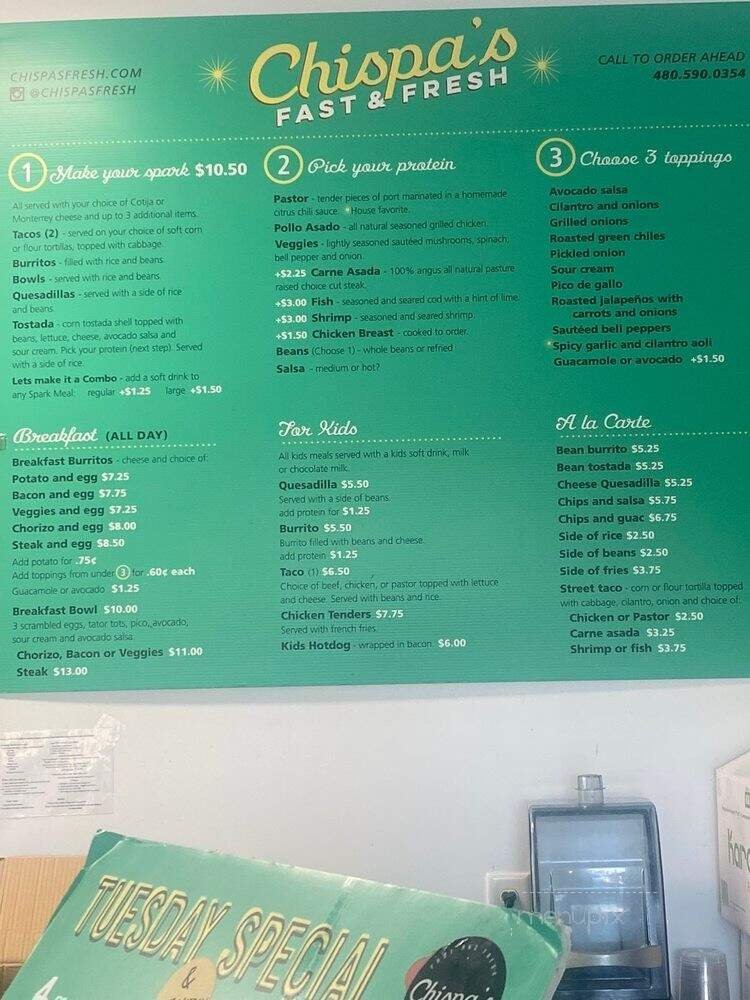 CHISPASFRESH.COM
@CHISPASFRESH
Chispa's
FAST & FRESH
CALL TO ORDER AHEAD
480.590.0354
1 Make your spark $10.50
All served with your choice of Cotija or
Monterrey cheese and up to 3 additional items.
Tacos (2) - served on your choice of soft corn
or flour tortillas, topped with cabbage.
Burritos - filled with rice and beans.
Bowls - served with rice and beans.
Quesadillas - served with a side of rice
and beans.
Tostada - corn tostada shell topped with
beans, lettuce, cheese, avocado salsa and
sour cream. Pick your protein (next step). Served
with a side of rice.
Lets make it a Combo - add a soft drink to
any Spark Meal: regular +$1.25 large +$1.50
2 Pick your protein
Pastor - tender pieces of port marinated in a homemade
citrus chili sauce. House favorite.
Pollo Asado - all natural seasoned grilled chicken.
Veggies - lightly seasoned sautéed mushrooms, spinach,
bell pepper and onion.
+$2.25 Carne Asada - 100% angus all natural pasture
raised choice cut steak.
+$3.00 Fish - seasoned and seared cod with a hint of lime.
+$3.00 Shrimp - seasoned and seared shrimp.
+$1.50 Chicken Breast - cooked to order.
Beans (Choose 1) - whole beans or refried
Salsa - medium or hot?
3 Choose 3 toppings
Avocado salsa
Cilantro and onions
Grilled onions
Roasted green chiles
Pickled onion
Sour cream
Pico de gallo
Roasted jalapeños with
carrots and onions
Sautéed bell peppers
Spicy garlic and cilantro aoli
Guacamole or avocado +$1.50
Breakfast (ALL DAY)
Breakfast Burritos - cheese and choice of:
Potato and egg $7.25
Bacon and egg $7.75
Veggies and egg $7.25
Chorizo and egg $8.00
Steak and egg $8.50
Add potato for .75¢
Add toppings from under 3 for .60¢ each
Guacamole or avocado $1.25
Breakfast Bowl $10.00
3 scrambled eggs, tator tots, pico, avocado,
sour cream and avocado salsa.
Chorizo, Bacon or Veggies $11.00
Steak $13.00
For Kids
All kids meals served with a kids soft drink, milk
or chocolate milk.
Quesadilla $5.50
Served with a side of beans.
add protein for $1.25
Burrito $5.50
Burrito filled with beans and cheese.
add protein $1.25
Taco (1) $6.50
Choice of beef, chicken, or pastor topped with lettuce
and cheese. Served with beans and rice.
Chicken Tenders $7.75
Served with french fries.
Kids Hotdog - wrapped in bacon. $6.00
A la Carte
Bean burrito $5.25
Bean tostada $5.25
Cheese Quesadilla $5.25
Chips and salsa $5.75
Chips and guac $6.75
Side of rice $2.50
Side of beans $2.50
Side of fries $3.75
Street taco - corn or flour tortilla topped
with cabbage, cilantro, onion and choice of:
Chicken or Pastor $2.50
Carne asada $3.25
Shrimp or fish $3.75
TUESDAY SPECIAL
&
Chispa's
menupix